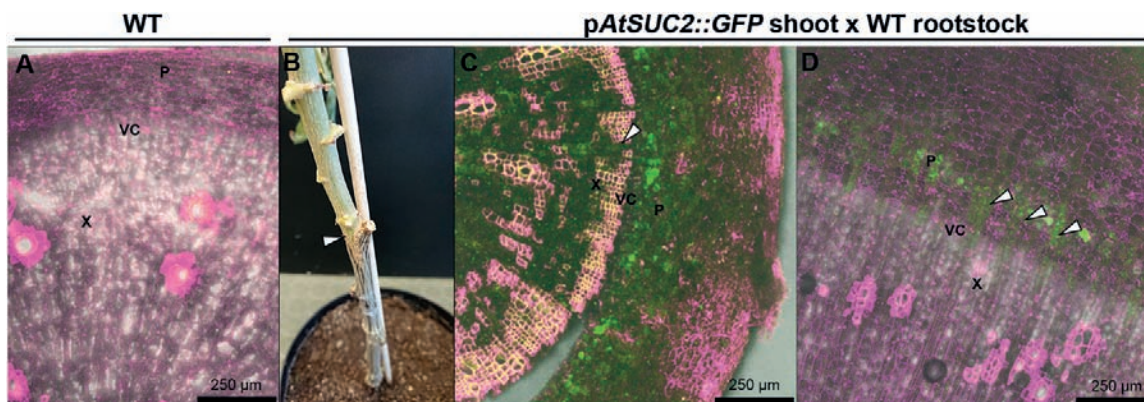 WT
pAtSUC2::GFP shoot x WT rootstock
A
P
VC
X
250 µm
B
C
X
VC
P
250 µm
D
P
VC
X
250 µm